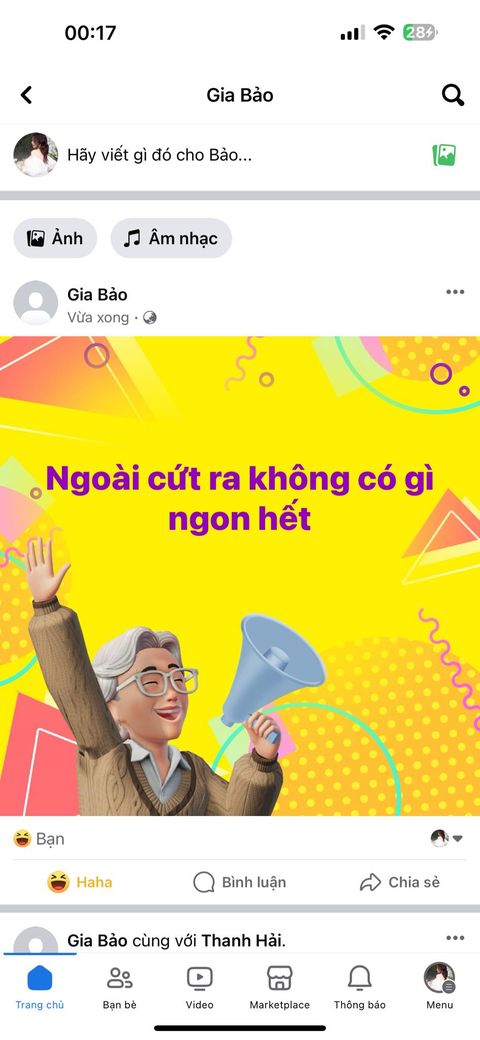 00:17
28
Gia Bảo
Hãy viết gì đó cho Bảo...
Ảnh
Âm nhạc
Gia Bảo
Vừa xong ·
Ngoài cứt ra không có gì
ngon hết
Bạn
Haha
Bình luận
Chia sẻ
Gia Bảo cùng với Thanh Hải.
Trang chủ
Bạn bè
Video
Marketplace
Thông báo
Menu